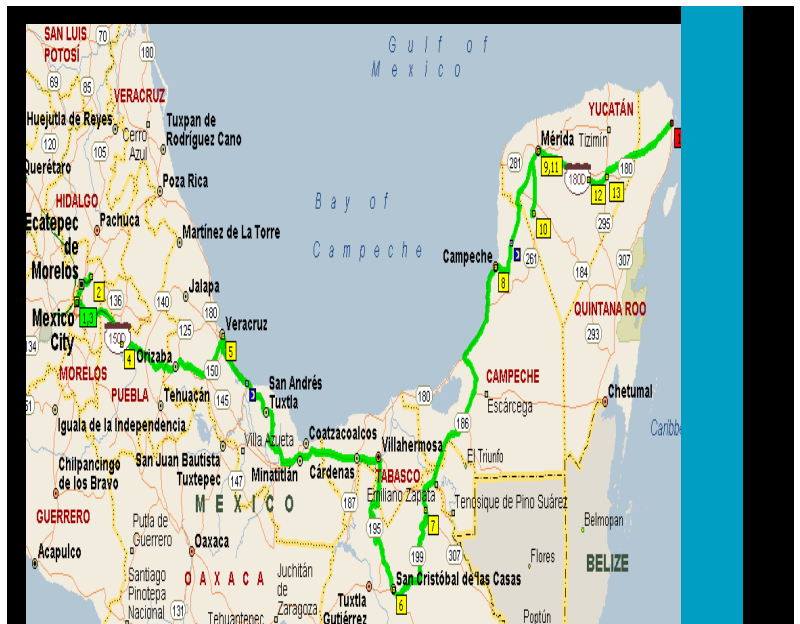 SAN LUIS
POTOSÍ
70
180
Gulf of
Mexico
69
85
VERACRUZ
YUCATÁN
Huejutla de Reyes
Cerro
Azul
Tuxpan de
Rodríguez Cano
120
105
Mérida
Tizimín
Querétaro
281
9,11
180D
180
Poza Rica
12
13
HIDALGO
Bay of
Campeche
Ecatepec
de
Morelos
Pachuca
Martínez de La Torre
10
295
Campeche
261
307
184
2
136
140
Jalapa
8
Mexico
City
1,3
180
QUINTANA ROO
134
150D
125
Veracruz
293
4
Orizaba
5
150
MORELOS
PUEBLA
Tehuacán
145
San Andrés
Tuxtla
CAMPECHE
180
Escárcega
Chetumal
Iguala de la Independencia
Villa Azueta
Coatzacoalcos
186
Caribbe
Villahermosa
San Juan Bautista
Tuxtepec
Minatitlán
Cárdenas
El Triunfo
Chilpancingo
de los Bravo
147
TABASCO
MEXICO
187
Emiliano Zapata
Tenosique de Pino Suárez
GUERRERO
Putla de
Guerrero
195
7
Belmopan
Acapulco
Oaxaca
199
307
Flores
BELIZE
OAXACA
Juchitán
de
Zaragoza
San Cristóbal de las Casas
Santiago
Pinotepa
Nacional
131
Tehuantepec
Tuxtla
Gutiérrez
6
Poptún